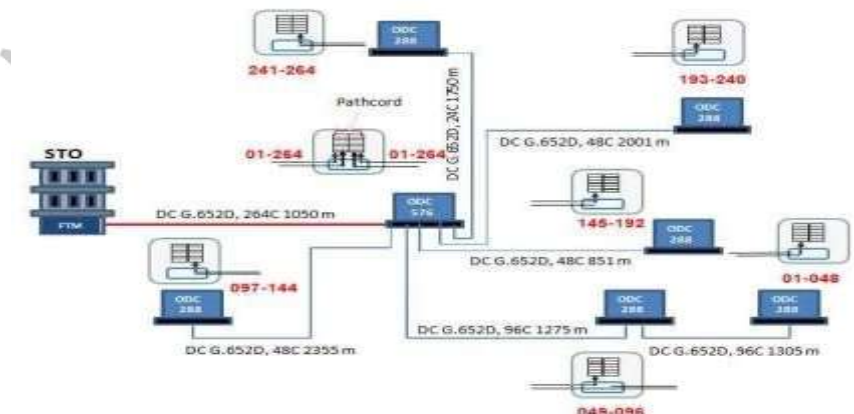 ODC
288
241-264
193-240
ODC
288
Pathcord
DC G.652D, 24C 1750 m
DC G.652D, 48C 2001 m
STO
01-264
01-264
ODC
576
145-192
DC G.652D, 264C 1050 m
FTM
ODC
288
DC G.652D, 48C 851 m
01-048
097-144
ODC
288
ODC
288
ODC
288
DC G.652D, 96C 1275 m
DC G.652D, 48C 2355 m
DC G.652D, 96C 1305 m
049-096